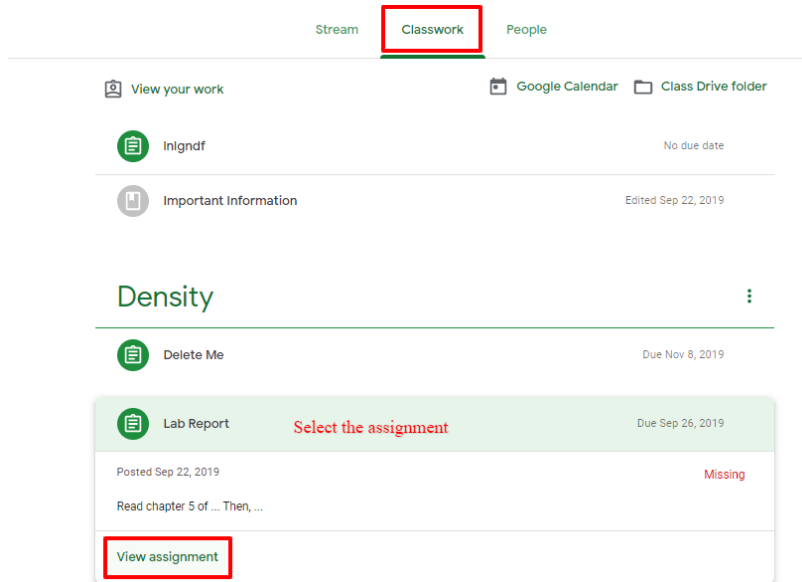 Stream Classwork People
View your work Google Calendar Class Drive folder
Inlgndf No due date
Important Information Edited Sep 22, 2019
Density
Delete Me Due Nov 8, 2019
Lab Report Select the assignment Due Sep 26, 2019
Posted Sep 22, 2019 Missing
Read chapter 5 of ... Then, ...
View assignment